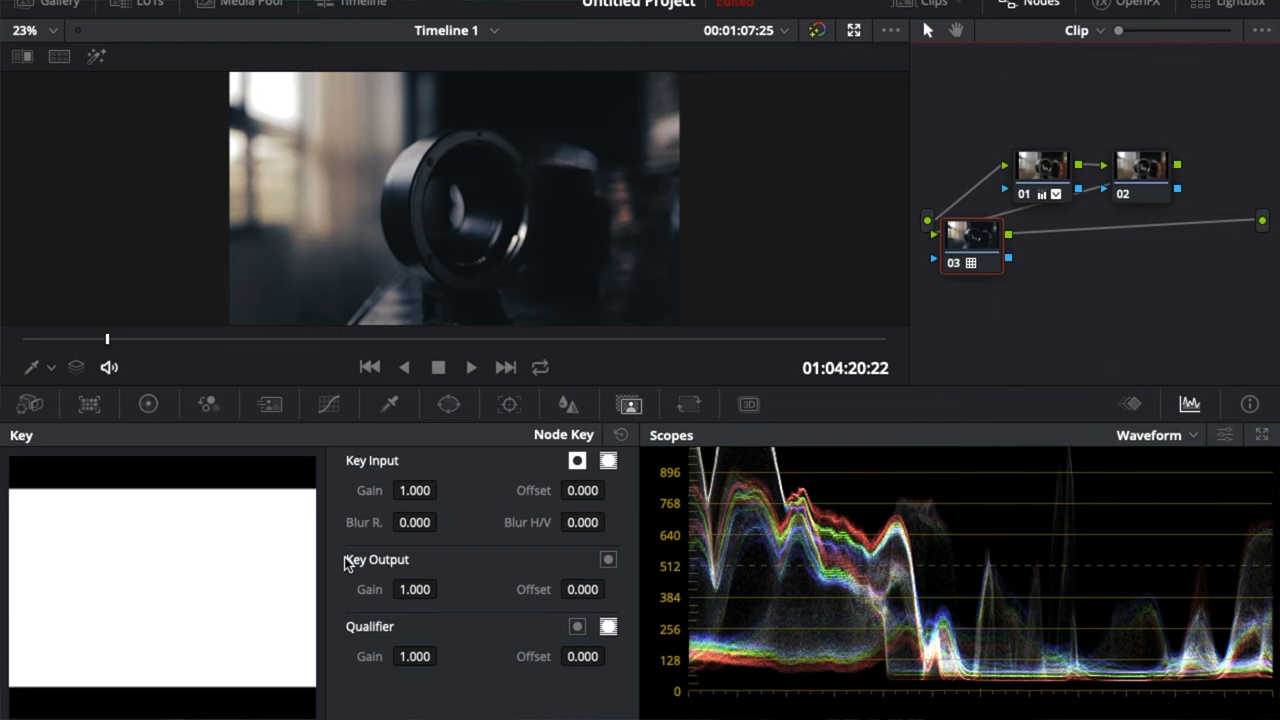 Gallery LUTs Media Pool Timeline Untitled Project Edited Clips Nodes OpenFX Lightbox
23% Timeline 1 00:01:07:25 Clip
01 02
03
01:04:20:22
3D
Key Node Key Scopes Waveform
Key Input
Gain 1.000 Offset 0.000
Blur R. 0.000 Blur H/V 0.000
Key Output
Gain 1.000 Offset 0.000
Qualifier
Gain 1.000 Offset 0.000
896
768
640
512
384
256
128
0